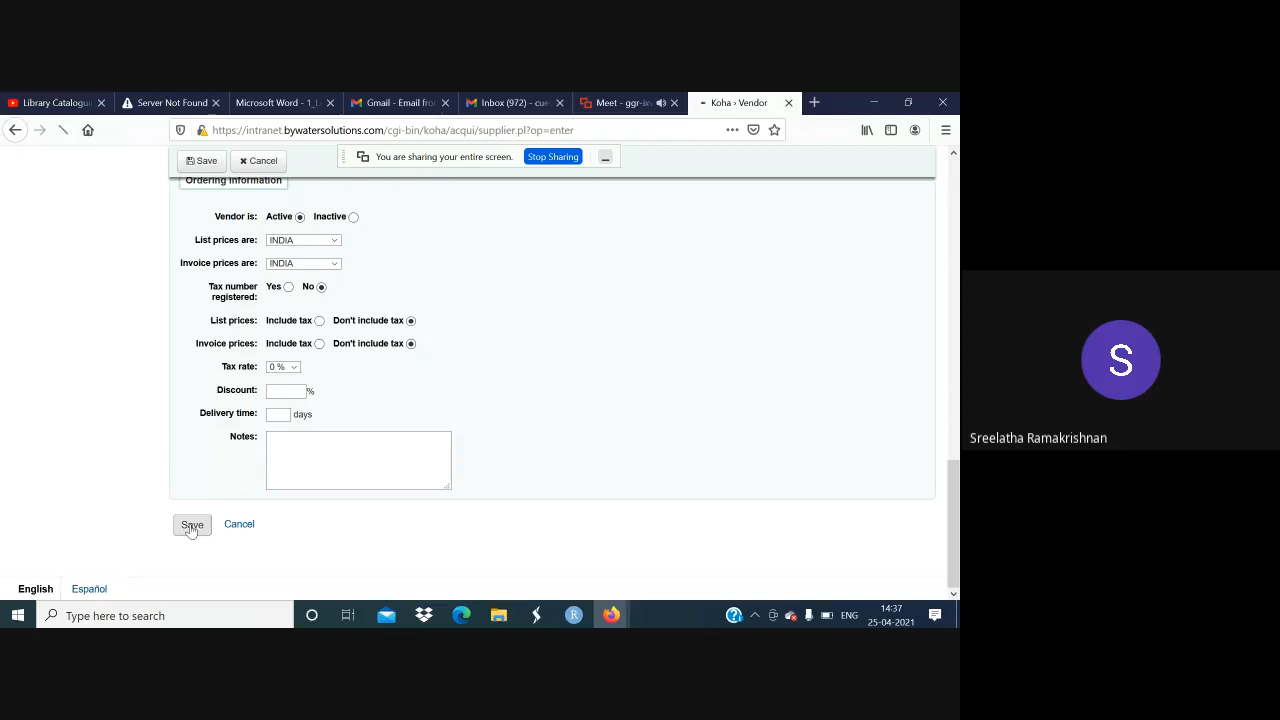 Library Catalogu
Server Not Found
Microsoft Word - 1_L
Gmail - Email fro
Inbox (972) - cue
Meet - ggr-ix
Koha › Vendor
https://intranet.bywatersolutions.com/cgi-bin/koha/acqui/supplier.pl?op=enter
Save Cancel
You are sharing your entire screen. Stop Sharing
Ordering information
Vendor is: Active Inactive
List prices are: INDIA
Invoice prices are: INDIA
Tax number
registered: Yes No
List prices: Include tax Don't include tax
Invoice prices: Include tax Don't include tax
Tax rate: 0 %
Discount: %
Delivery time: days
Notes:
Save Cancel
English Español
Type here to search
ENG
14:37
25-04-2021
S
Sreelatha Ramakrishnan